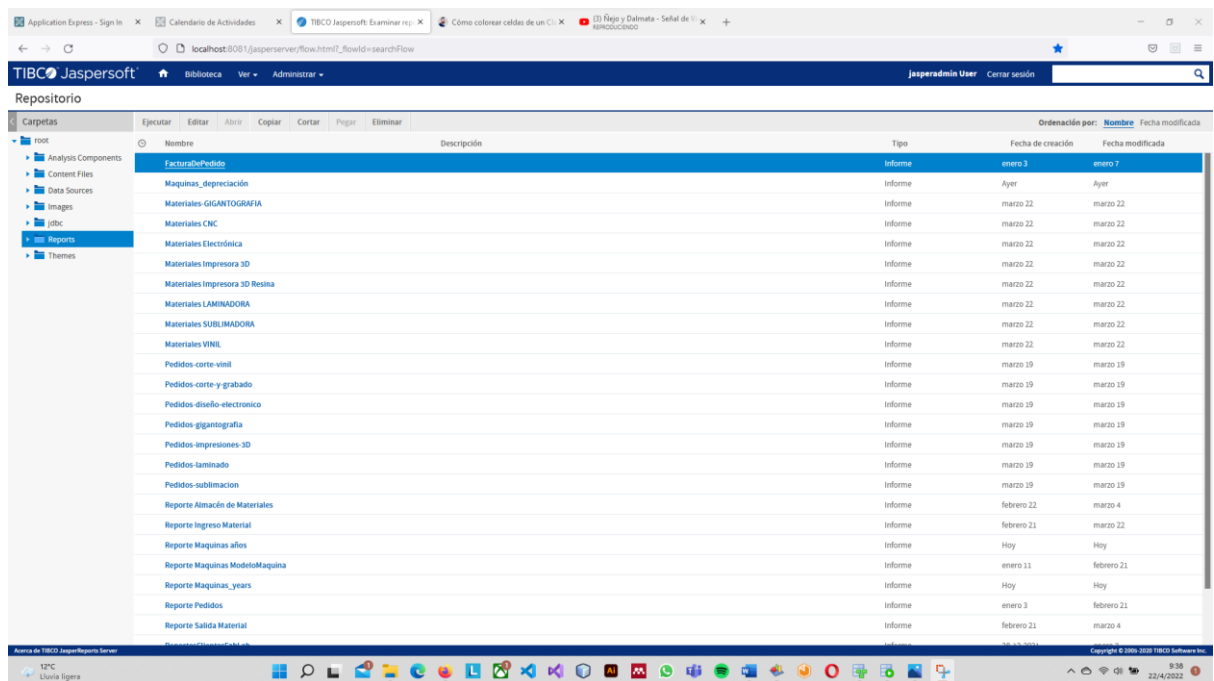 Application Express - Sign In
Calendario de Actividades
TIBCO Jaspersoft: Examinar rep
Cómo colorear celdas de un Cl
(3) Ñejo y Dalmata - Señal de
REPRODUCIENDO
localhost:8081/jasperserver/flow.html?_flowId=searchFlow
TIBCO Jaspersoft Biblioteca Ver Administrar jasperadmin User Cerrar sesión
Repositorio
Carpetas Ejecutar Editar Abrir Copiar Cortar Pegar Eliminar Ordenación por: Nombre Fecha modificada
root
Analysis Components
Content Files
Data Sources
Images
jdbc
Reports
Themes
Nombre Descripción Tipo Fecha de creación Fecha modificada
FacturaDePedido Informe enero 3 enero 7
Maquinas_depreciación Informe Ayer Ayer
Materiales-GIGANTOGRAFIA Informe marzo 22 marzo 22
Materiales CNC Informe marzo 22 marzo 22
Materiales Electrónica Informe marzo 22 marzo 22
Materiales Impresora 3D Informe marzo 22 marzo 22
Materiales Impresora 3D Resina Informe marzo 22 marzo 22
Materiales LAMINADORA Informe marzo 22 marzo 22
Materiales SUBLIMADORA Informe marzo 22 marzo 22
Materiales VINIL Informe marzo 22 marzo 22
Pedidos-corte-vinil Informe marzo 19 marzo 19
Pedidos-corte-y-grabado Informe marzo 19 marzo 19
Pedidos-diseño-electronico Informe marzo 19 marzo 19
Pedidos-gigantografia Informe marzo 19 marzo 19
Pedidos-impresiones-3D Informe marzo 19 marzo 19
Pedidos-laminado Informe marzo 19 marzo 19
Pedidos-sublimacion Informe marzo 19 marzo 19
Reporte Almacén de Materiales Informe febrero 22 marzo 4
Reporte Ingreso Material Informe febrero 21 marzo 22
Reporte Maquinas años Informe Hoy Hoy
Reporte Maquinas ModeloMaquina Informe enero 11 febrero 21
Reporte Maquinas_years Informe Hoy Hoy
Reporte Pedidos Informe enero 3 febrero 21
Reporte Salida Material Informe febrero 21 marzo 4
Acerca de TIBCO JasperReports Server Copyright © 2005-2020 TIBCO Software Inc.
12°C
Lluvia ligera
9:38
22/4/2022